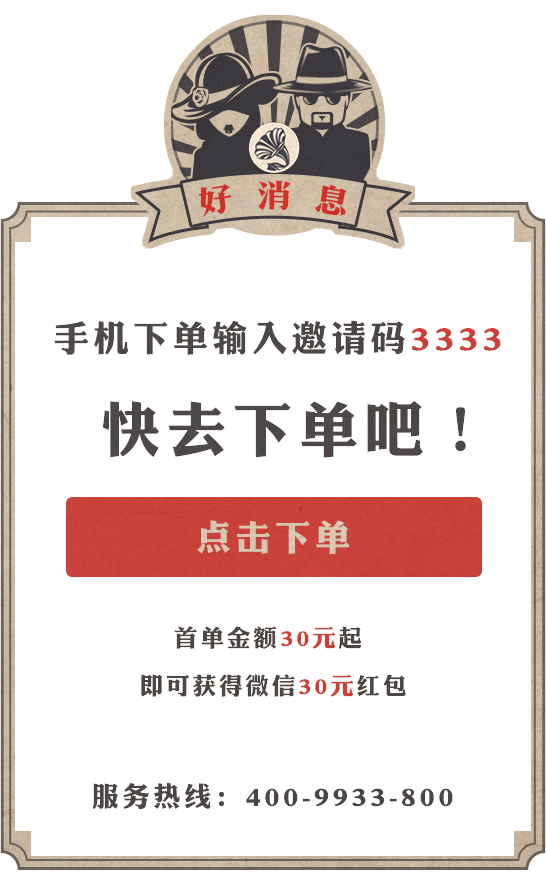 好消息
手机下单输入邀请码3333
快去下单吧！
点击下单
首单金额30元起
即可获得微信30元红包
服务热线：400-9933-800